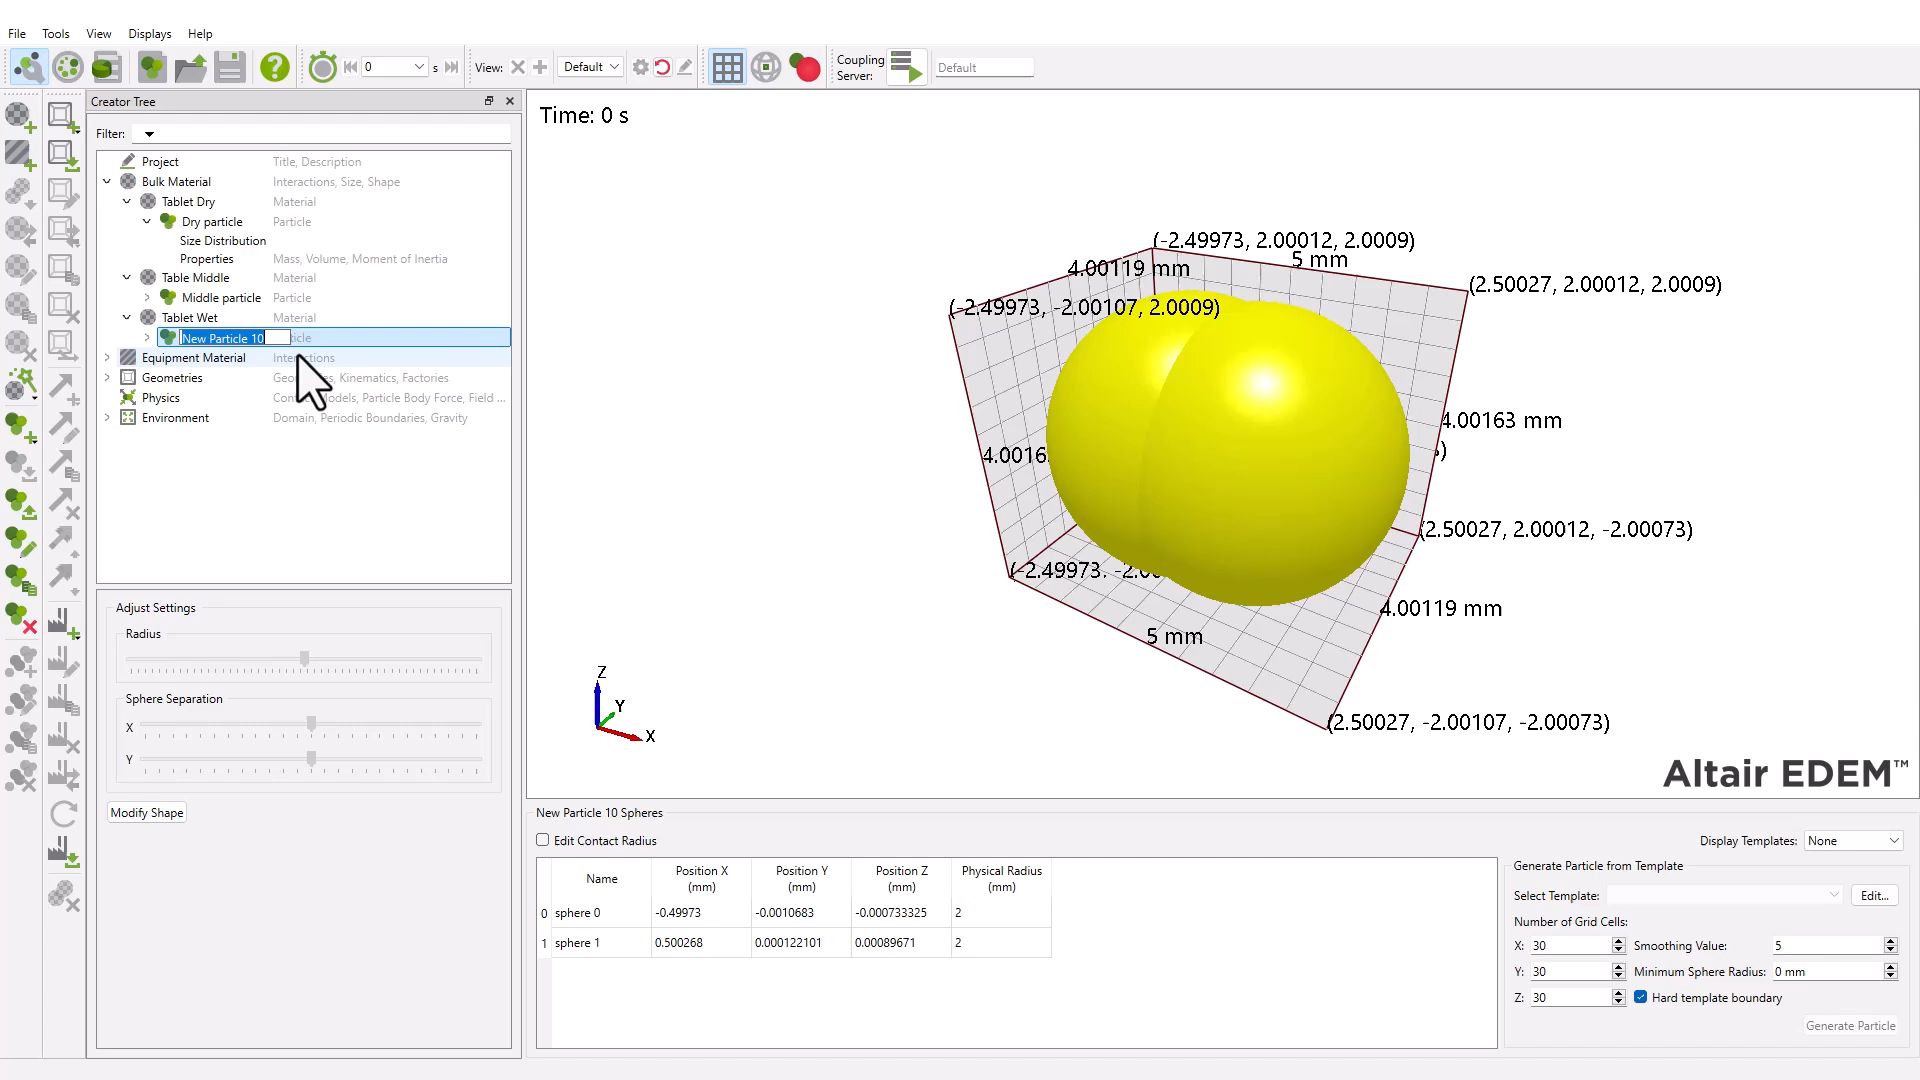 File Tools View Displays Help
0 s View: Default Coupling Server: Default
Creator Tree
Filter:
Project Title, Description
Bulk Material Interactions, Size, Shape
Tablet Dry Material
Dry particle Particle
Size Distribution
Properties Mass, Volume, Moment of Inertia
Table Middle Material
Middle particle Particle
Tablet Wet Material
New Particle 10
Equipment Material
Geometries Kinematics, Factories
Physics Particle Body Force, Field ...
Environment Domain, Periodic Boundaries, Gravity
Adjust Settings
Radius
Sphere Separation
X
Y
Modify Shape
Time: 0 s
(-2.49973, 2.00012, 2.0009)
5 mm
4.00119 mm
(2.50027, 2.00012, 2.0009)
(-2.49973, -2.00107, 2.0009)
4.00163 mm
(2.50027, 2.00012, -2.00073)
4.00119 mm
5 mm
(2.50027, -2.00107, -2.00073)
Z
Y
X
Altair EDEM™
New Particle 10 Spheres
Edit Contact Radius
Display Templates: None
Name Position X (mm) Position Y (mm) Position Z (mm) Physical Radius (mm)
0 sphere 0 -0.49973 -0.0010683 -0.000733325 2
1 sphere 1 0.500268 0.000122101 0.00089671 2
Generate Particle from Template
Select Template: Edit...
Number of Grid Cells:
X: 30 Smoothing Value: 5
Y: 30 Minimum Sphere Radius: 0 mm
Z: 30 Hard template boundary
Generate Particle